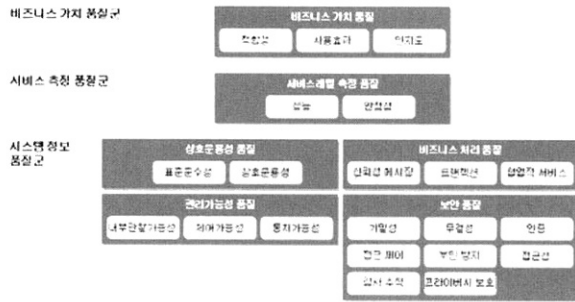 비즈니스 가치 품질군
비즈니스 가치 품질
적합성 사용효과 인지도
서비스 측정 품질군
서비스레벨 측정 품질
성능 안정성
시스템 정보
품질군
상호운용성 품질
표준준수성 상호운용성
비즈니스 처리 품질
신뢰성 메시징 트랜잭션 협업적 서비스
관리가능성 품질
내부관찰가능성 제어가능성 통지가능성
보안 품질
기밀성 무결성 인증
접근 제어 부인 방지 접근성
감사 추적 프라이버시 보호